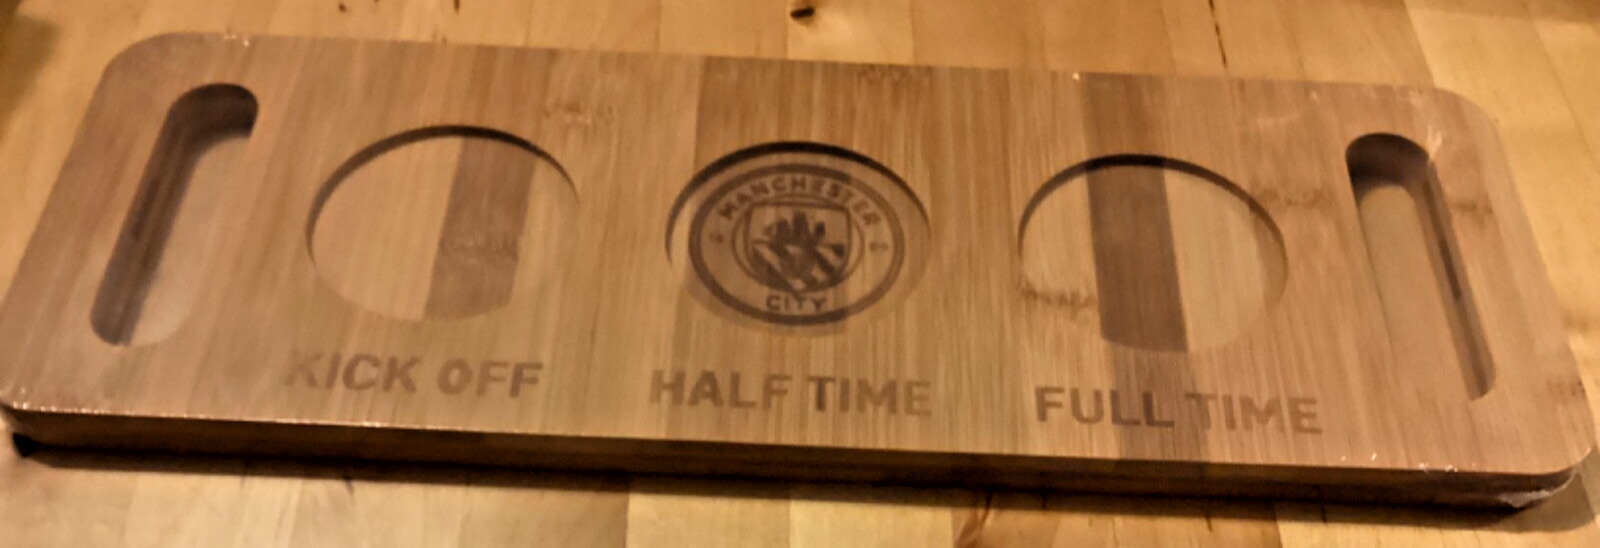 MANCHESTER
CITY
KICK OFF
HALF TIME
FULL TIME